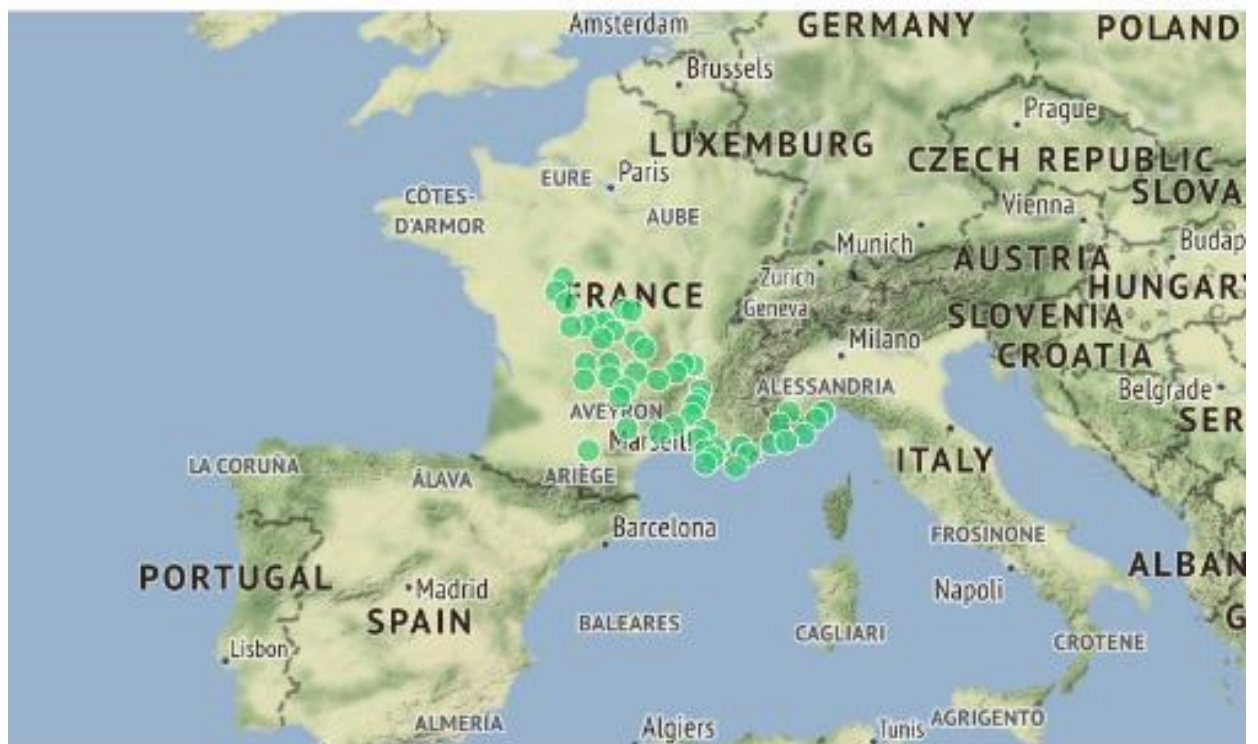 Amsterdam
GERMANY
POLAND
Brussels
Prague
LUXEMBURG
CZECH REPUBLIC
EURE
Paris
SLOVA
CÔTES-
D'ARMOR
AUBE
Vienna
Munich
Budap
AUSTRIA
Zurich
HUNGARY
FRANCE
Geneva
SLOVENIA
Milano
CROATIA
ALESSANDRIA
Belgrade
AVEYRON
SER
Marseill
ITALY
LA CORUÑA
ÁLAVA
ARIÈGE
Barcelona
FROSINONE
PORTUGAL
Madrid
Napoli
ALBAN
SPAIN
BALEARES
CAGLIARI
CROTENE
G
Lisbon
ALMERÍA
Algiers
Tunis
AGRIGENTO